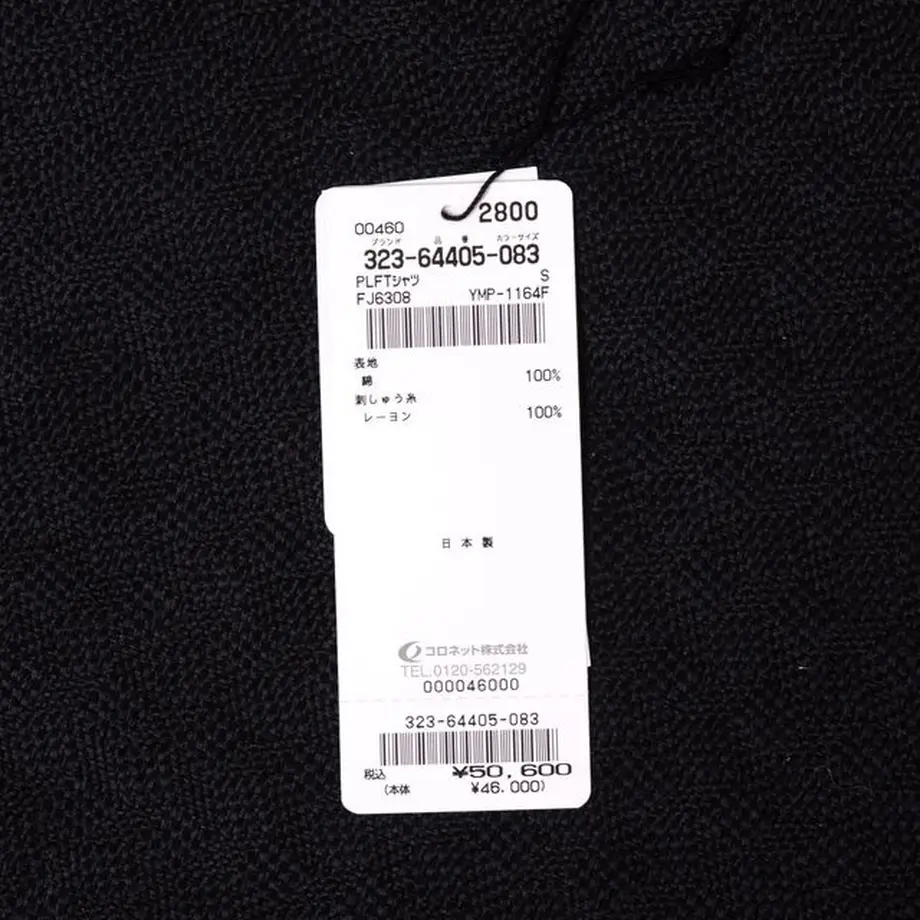 2800
00460
ブランド 品番 カラーサイズ
323-64405-083
PLFTシャツ S
FJ6308 YMP-1164F
表地
綿 100%
刺しゅう糸
レーヨン 100%
日本製
コロネット株式会社
TEL.0120-562129
000046000
323-64405-083
税込 ¥50,600
(本体 ¥46.000)